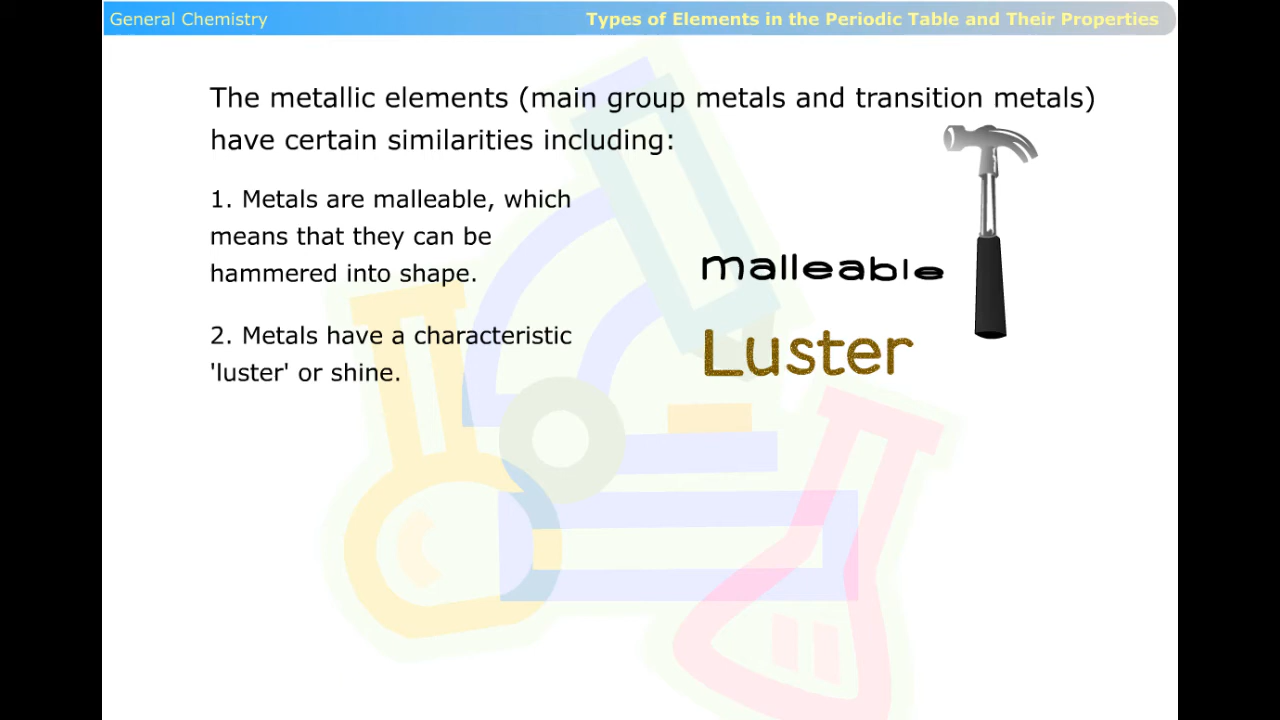 General Chemistry
Types of Elements in the Periodic Table and Their Properties
The metallic elements (main group metals and transition metals)
have certain similarities including:
1. Metals are malleable, which
means that they can be
hammered into shape.
malleable
2. Metals have a characteristic
'luster' or shine.
Luster